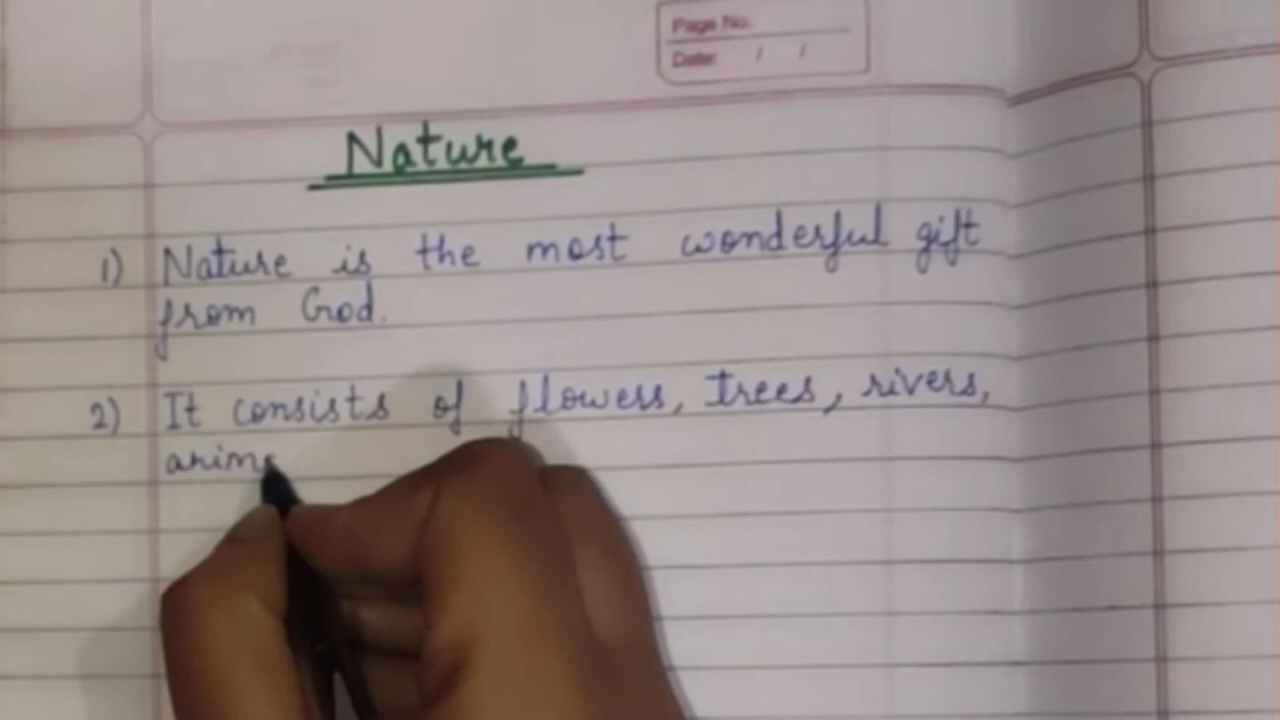 Page No.
Date: / /
Nature
1) Nature is the most wonderful gift
from God.
2) It consists of flowers, trees, rivers,
anim